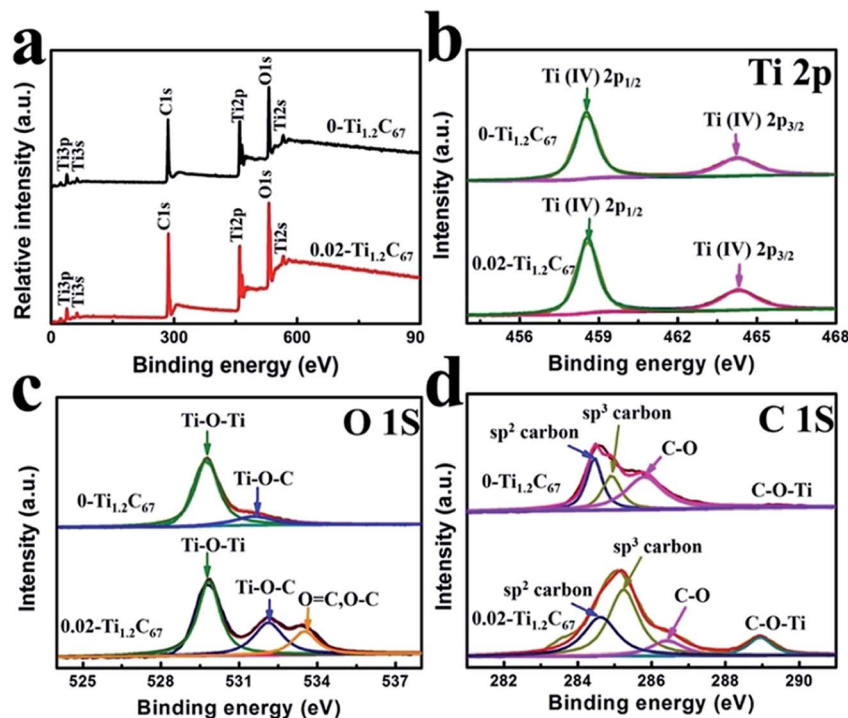 a
Relative intensity (a.u.)
Ti3p
Ti3s
C1s
Ti2p
O1s
Ti2s
0-Ti1.2C67
Ti3p
Ti3s
C1s
Ti2p
O1s
Ti2s
0.02-Ti1.2C67
0 300 600 90
Binding energy (eV)
b
Ti 2p
Intensity (a.u.)
Ti (IV) 2p1/2
0-Ti1.2C67
Ti (IV) 2p3/2
Ti (IV) 2p1/2
0.02-Ti1.2C67
Ti (IV) 2p3/2
456 459 462 465 468
Binding energy (eV)
c
O 1S
Intensity (a.u.)
Ti-O-Ti
Ti-O-C
0-Ti1.2C67
Ti-O-Ti
Ti-O-C
O=C,O-C
0.02-Ti1.2C67
525 528 531 534 537
Binding energy (eV)
d
C 1S
Intensity (a.u.)
sp3 carbon
sp2 carbon
C-O
0-Ti1.2C67
C-O-Ti
sp3 carbon
sp2 carbon
C-O
0.02-Ti1.2C67
C-O-Ti
282 284 286 288 290
Binding energy (eV)